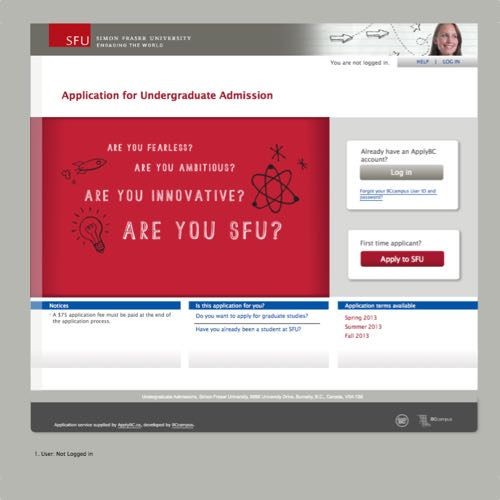 SFU SIMON FRASER UNIVERSITY
ENGAGING THE WORLD
You are not logged in. HELP | LOG IN
Application for Undergraduate Admission
ARE YOU FEARLESS?
ARE YOU AMBITIOUS?
ARE YOU INNOVATIVE?
ARE YOU SFU?
Already have an ApplyBC
account?
Log in
Forgot your BCcampus User ID and
password?
First time applicant?
Apply to SFU
Notices
· A $75 application fee must be paid at the end of
the application process.
Is this application for you?
Do you want to apply for graduate studies?
Have you already been a student at SFU?
Application terms available
Spring 2013
Summer 2013
Fall 2013
Undergraduate Admissions, Simon Fraser University, 8888 University Drive, Burnaby, B.C., Canada, V5A 1S6
Application service supplied by ApplyBC.ca, developed by BCcampus.
BCcampus
1. User: Not Logged in